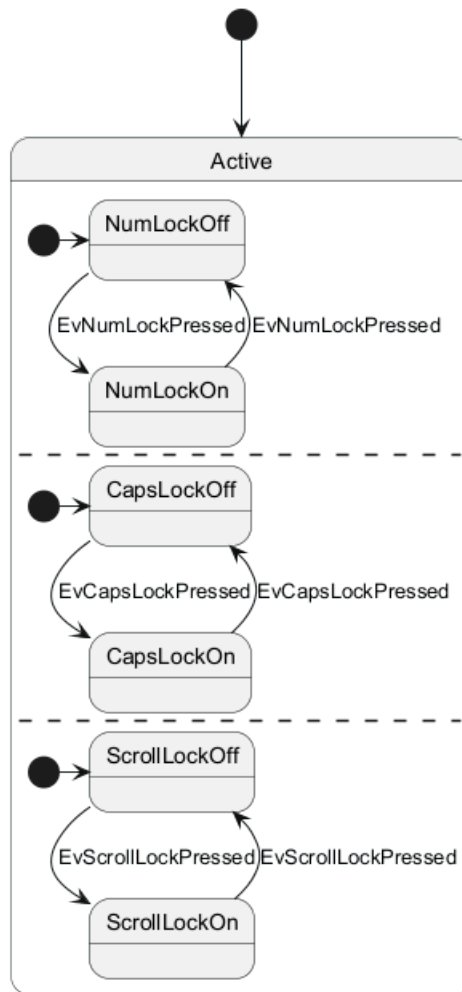 Active
NumLockOff
EvNumLockPressed EvNumLockPressed
NumLockOn
CapsLockOff
EvCapsLockPressed EvCapsLockPressed
CapsLockOn
ScrollLockOff
EvScrollLockPressed EvScrollLockPressed
ScrollLockOn